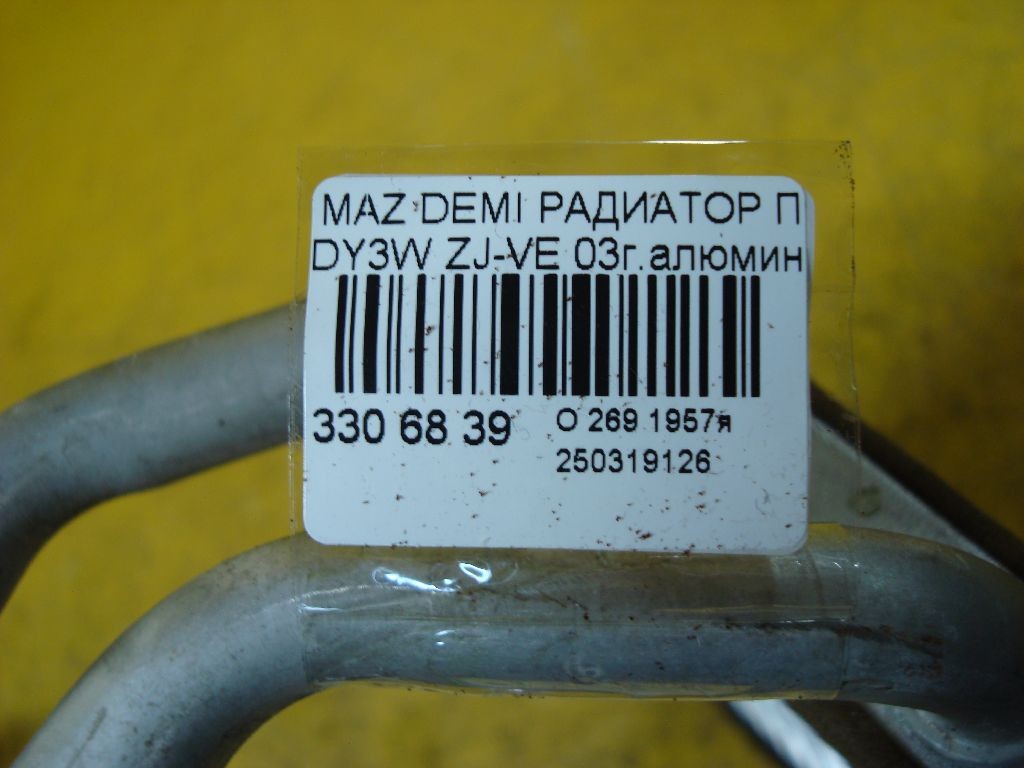 MAZ DEMI РАДИАТОР П
DY3W ZJ-VE 03г.алюмин
330 68 39
О 269 1957я
250319126